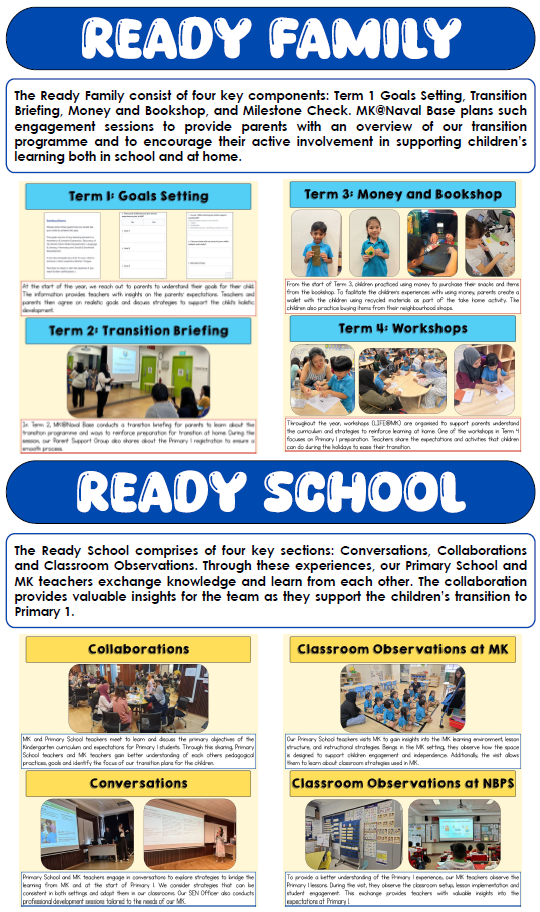 READY FAMILY
The Ready Family consist of four key components: Term 1 Goals Setting, Transition
Briefing, Money and Bookshop, and Milestone Check. MK@Naval Base plans such
engagement sessions to provide parents with an overview of our transition
programme and to encourage their active involvement in supporting children's
learning both in school and at home.
Term 1: Goals Setting
At the start of the year, we reach out to parents to understand their goals for their child.
The information provides teachers with insights on the parents' expectations. Teachers and
parents then agree on realistic goals and discuss strategies to support the child's holistic
development.
Term 2: Transition Briefing
In Term 2, MK@Naval Base conducts a transition briefing for parents to learn about the
transition programme and ways to reinforce preparation for transition at home. During the
session, our Parent Support Group also shares about the Primary 1 registration to ensure a
smooth process.
Term 3: Money and Bookshop
From the start of Term 3, children practiced using money to purchase their snacks and items
from the bookshop. To facilitate the children's experiences with using money, parents create a
wallet with the children using recycled materials as part of the take home activity. The
children also practice buying items from their neighbourhood shops.
Term 4: Workshops
Throughout the year, workshops (LIFE@MK) are organised to support parents understand
the curriculum and strategies to reinforce learning at home. One of the workshops in Term 4
focuses on Primary 1 preparation. Teachers share the expectations and activities that children
can do during the holidays to ease their transition.
READY SCHOOL
The Ready School comprises of four key sections: Conversations, Collaborations
and Classroom Observations. Through these experiences, our Primary School and
MK teachers exchange knowledge and learn from each other. The collaboration
provides valuable insights for the team as they support the children's transition to
Primary 1.
Collaborations
MK and Primary School teachers meet to learn and discuss the primary objectives of the
Kindergarten curriculum and expectations for Primary 1 students. Through this sharing, Primary
School teachers and MK teachers gain better understanding of each others pedagogical
practices, goals and identify the focus of our transition plans for the children.
Conversations
Primary School and MK teachers engage in conversations to explore strategies to bridge the
learning from MK and at the start of Primary 1. We consider strategies that can be
consistent in both settings and adapt them in our classrooms. Our SEN Officer also conducts
professional development sessions tailored to the needs of our MK.
Classroom Observations at MK
Our Primary School teachers visits MK to gain insights into the MK learning environment, lesson
structure, and instructional strategies. Beings in the MK setting, they observe how the space
is designed to support children engagement and independence. Additionally, the visit allows
them to learn about classroom strategies used in MK.
Classroom Observations at NBPS
To provide a better understanding of the Primary 1 experience, our MK teachers observe the
Primary 1 lessons. During the visit, they observe the classroom setup, lesson implementation and
student engagement. This exchange provides teachers with valuable insights into the
expectations at Primary 1.